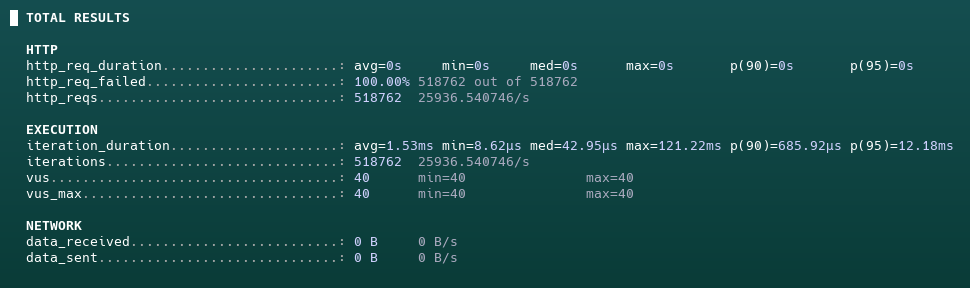 █ TOTAL RESULTS
HTTP
http_req_duration......................: avg=0s     min=0s     med=0s      max=0s       p(90)=0s       p(95)=0s
http_req_failed........................: 100.00% 518762 out of 518762
http_reqs..............................: 518762  25936.540746/s
EXECUTION
iteration_duration.....................: avg=1.53ms min=8.62µs med=42.95µs max=121.22ms p(90)=685.92µs p(95)=12.18ms
iterations.............................: 518762  25936.540746/s
vus....................................: 40      min=40               max=40
vus_max................................: 40      min=40               max=40
NETWORK
data_received..........................: 0 B     0 B/s
data_sent..............................: 0 B     0 B/s